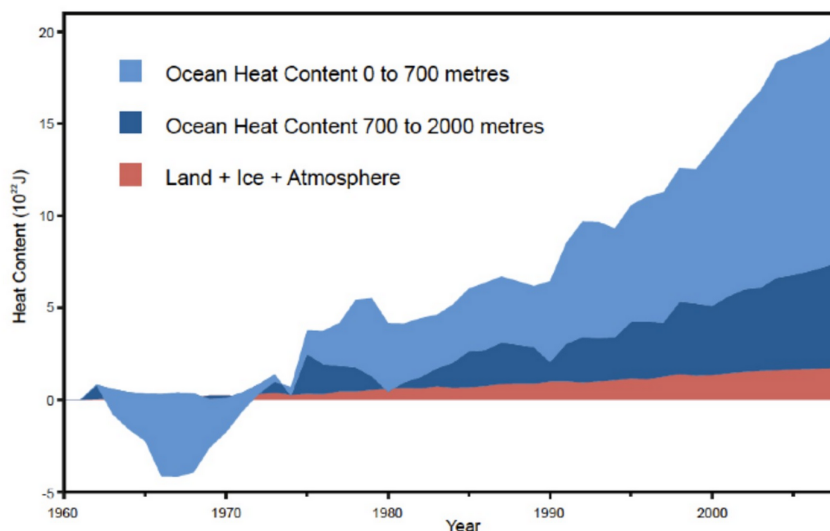 20
Ocean Heat Content 0 to 700 metres
Ocean Heat Content 700 to 2000 metres
15
Land + Ice + Atmosphere
Heat Content (10²²J)
10
5
0
-5
1960 1970 1980 1990 2000
Year